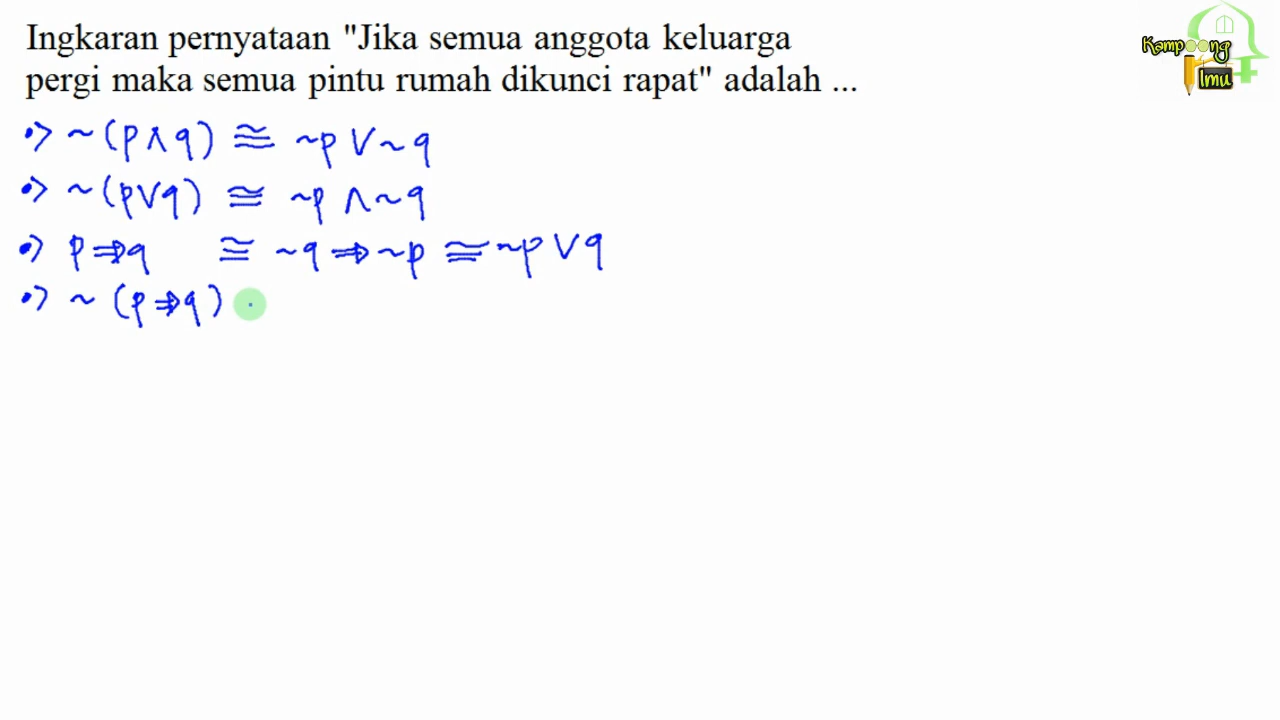 Ingkaran pernyataan "Jika semua anggota keluarga
pergi maka semua pintu rumah dikunci rapat" adalah ...
Kampoong
Ilmu
•> ~(p∧q) ≅ ~p ∨ ~q
•> ~(p∨q) ≅ ~p ∧ ~q
•> p⇒q ≅ ~q ⇒ ~p ≅ ~p ∨ q
•> ~(p⇒q)